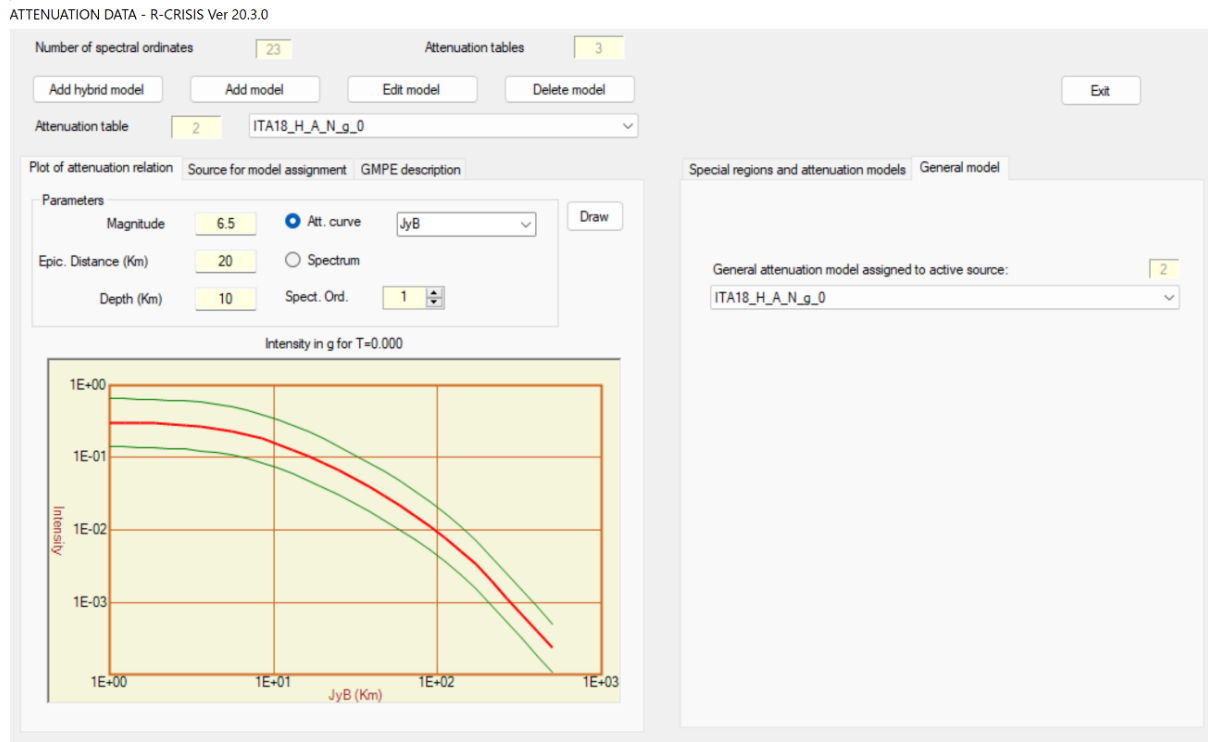 ATTENUATION DATA - R-CRISIS Ver 20.3.0
Number of spectral ordinates 23 Attenuation tables 3
Add hybrid model Add model Edit model Delete model Exit
Attenuation table 2 ITA18_H_A_N_g_0
Plot of attenuation relation Source for model assignment GMPE description
Special regions and attenuation models General model
Parameters
Magnitude 6.5 Att. curve JyB Draw
Epic. Distance (Km) 20 Spectrum
Depth (Km) 10 Spect. Ord. 1
General attenuation model assigned to active source: 2
ITA18_H_A_N_g_0
Intensity in g for T=0.000
1E+00
1E-01
1E-02
1E-03
Intensity
1E+00 1E+01 1E+02 1E+03
JyB (Km)